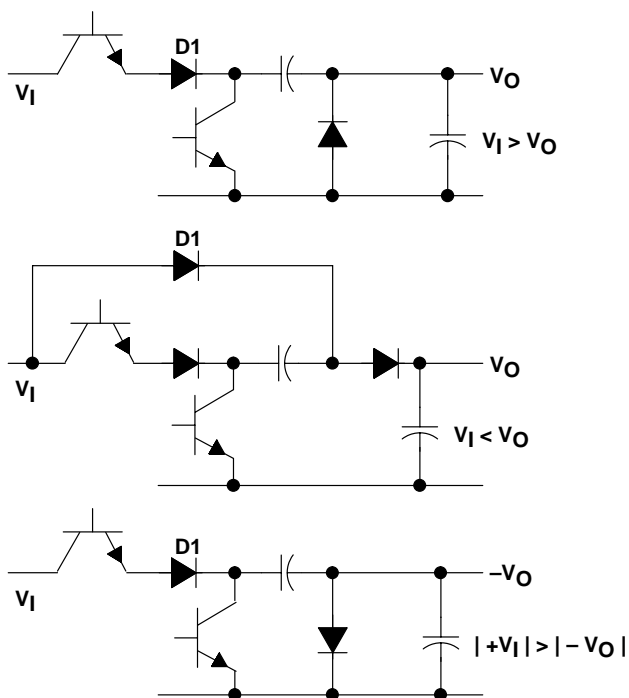 D1
VI
VO
VI > VO
D1
VI
VO
VI < VO
D1
VI
–VO
| +VI | > | – VO |